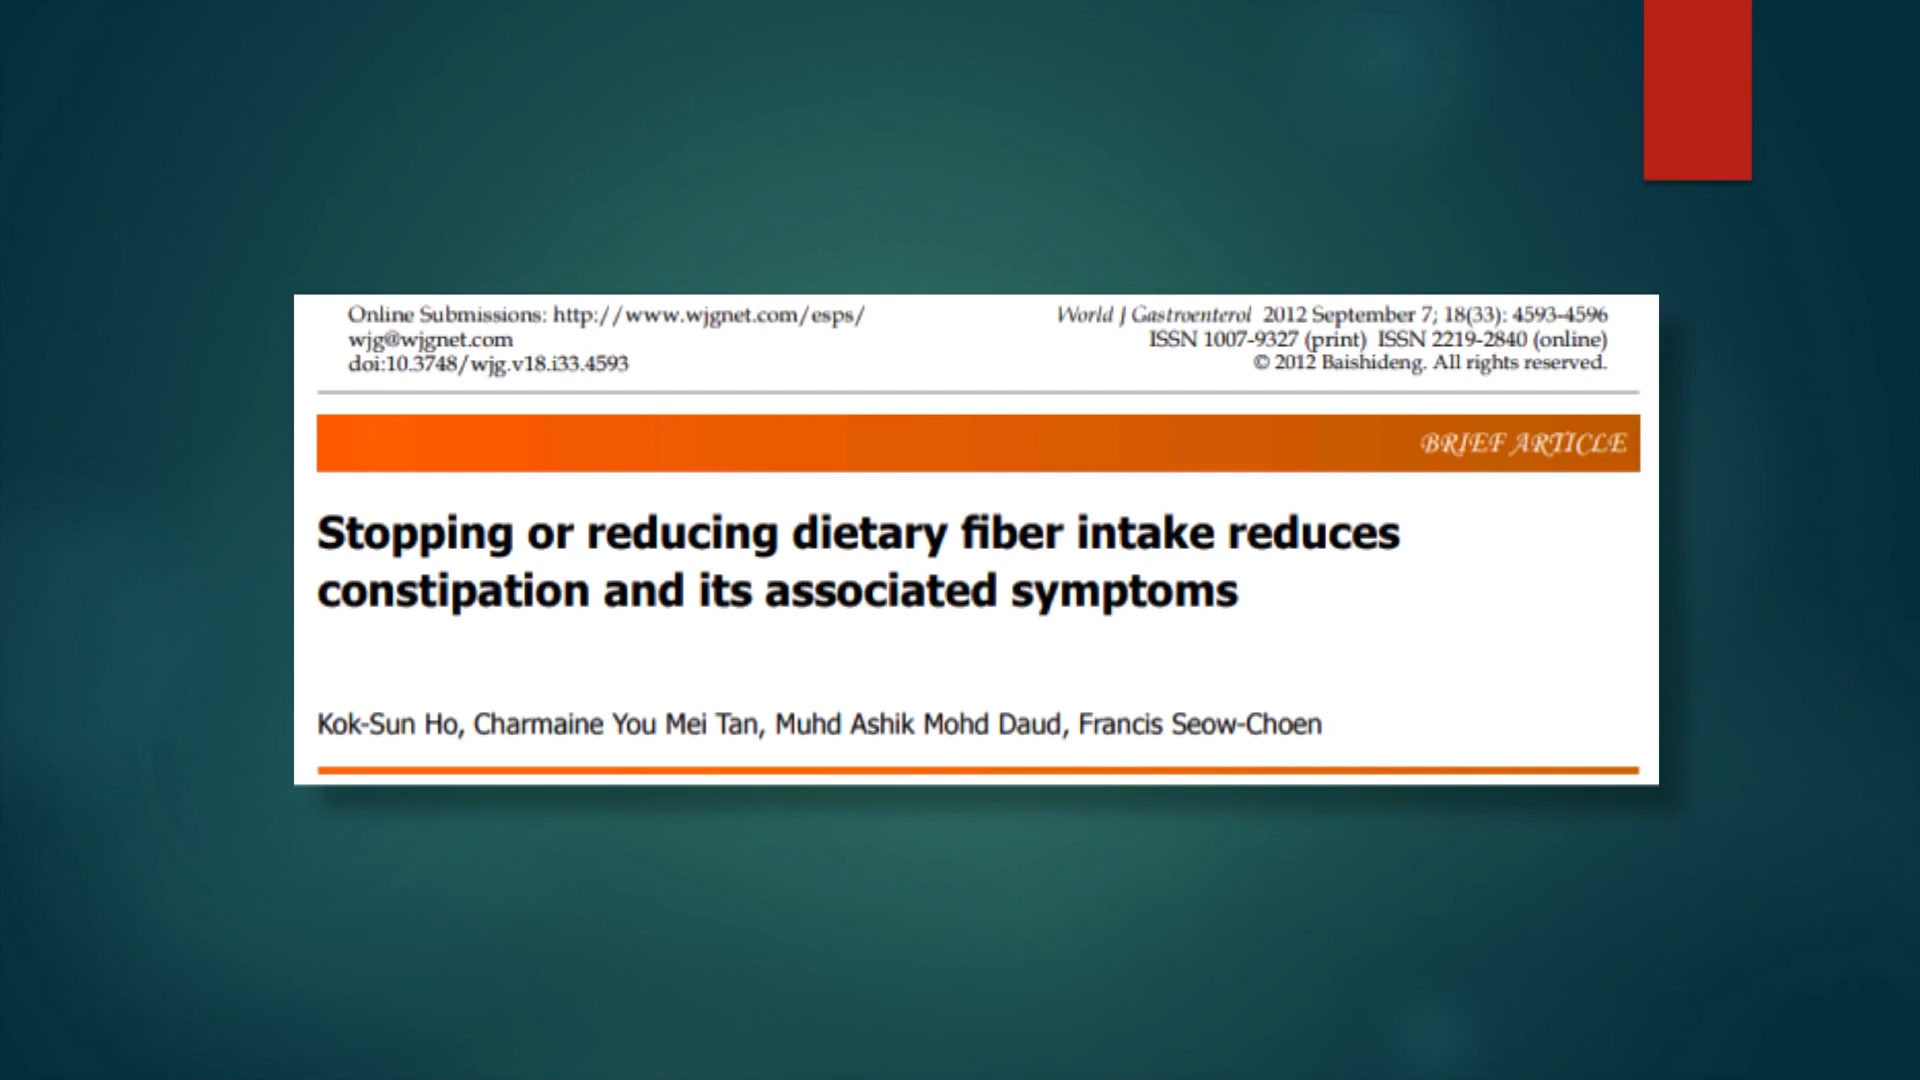 Online Submissions: http://www.wjgnet.com/esps/
wjg@wjgnet.com
doi:10.3748/wjg.v18.i33.4593
World J Gastroenterol 2012 September 7; 18(33): 4593-4596
ISSN 1007-9327 (print) ISSN 2219-2840 (online)
© 2012 Baishideng. All rights reserved.
BRIEF ARTICLE
Stopping or reducing dietary fiber intake reduces
constipation and its associated symptoms
Kok-Sun Ho, Charmaine You Mei Tan, Muhd Ashik Mohd Daud, Francis Seow-Choen